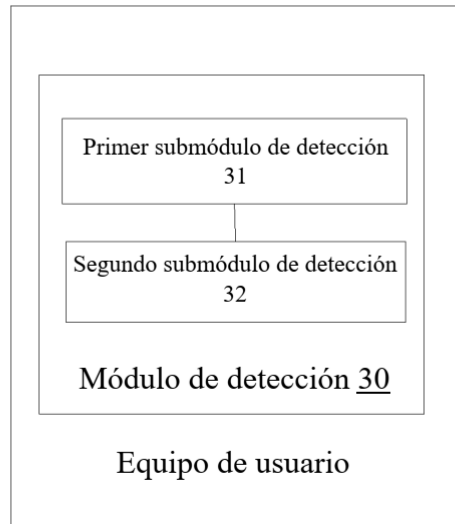 Primer submódulo de detección
31
Segundo submódulo de detección
32
Módulo de detección 30
Equipo de usuario